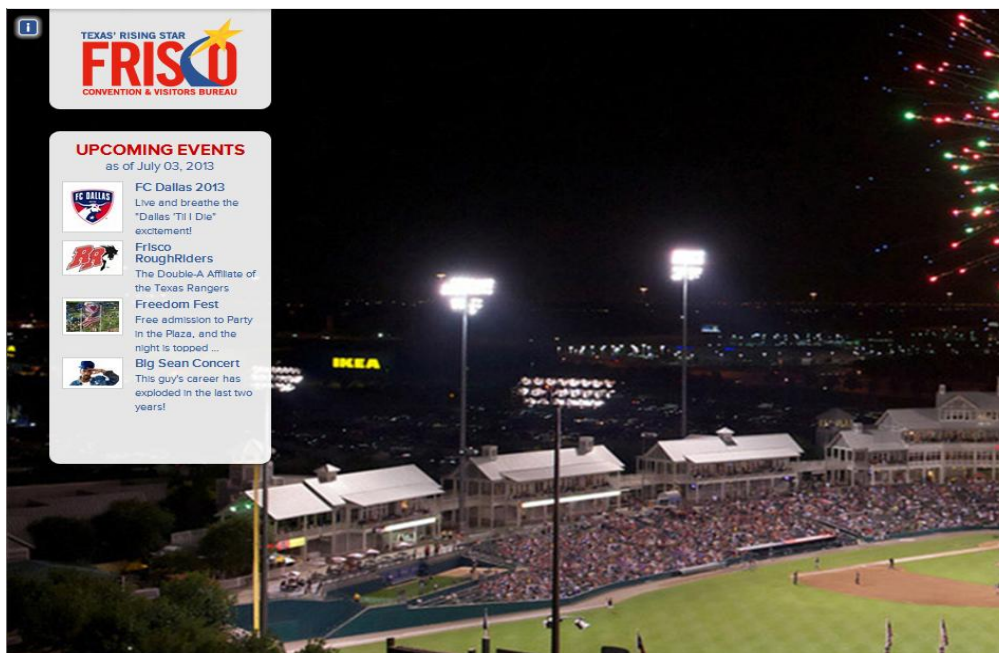 TEXAS' RISING STAR
FRISCO
CONVENTION & VISITORS BUREAU
UPCOMING EVENTS
as of July 03, 2013
FC DALLAS
FC Dallas 2013
Live and breathe the
"Dallas 'Til I Die"
excitement!
RR
Frisco
RoughRiders
The Double-A Affiliate of
the Texas Rangers
Freedom Fest
Free admission to Party
in the Plaza, and the
night is topped ...
Big Sean Concert
This guy's career has
exploded in the last two
years!
IKEA